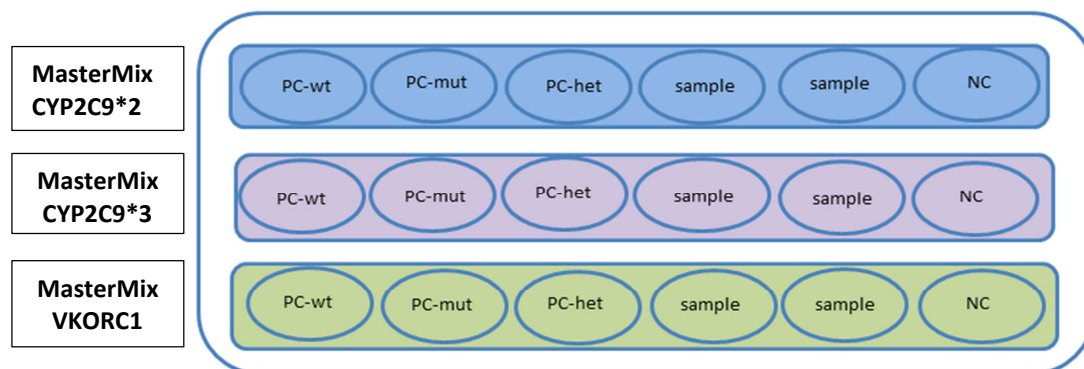 MasterMix
CYP2C9*2
PC-wt PC-mut PC-het sample sample NC
MasterMix
CYP2C9*3
PC-wt PC-mut PC-het sample sample NC
MasterMix
VKORC1
PC-wt PC-mut PC-het sample sample NC